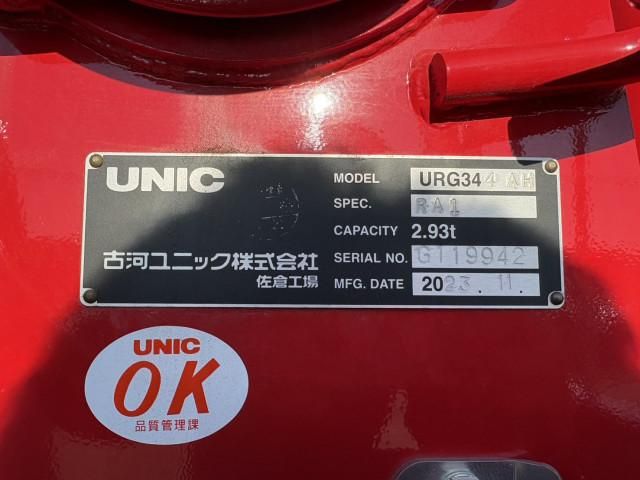 UNIC
MODEL URG344AH
SPEC. RA1
CAPACITY 2.93t
SERIAL NO. G119942
MFG. DATE 2023.11.
古河ユニック株式会社
佐倉工場
UNIC
OK
品質管理課